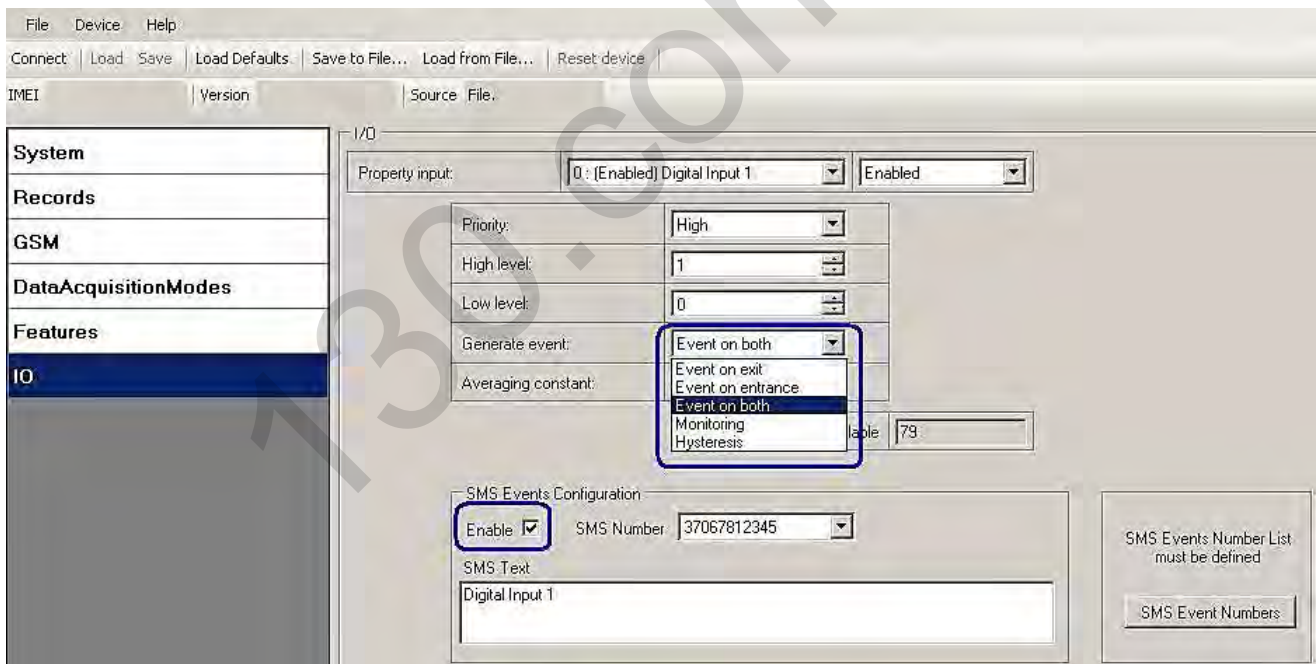 File Device Help
Connect Load Save Load Defaults Save to File... Load from File... Reset device
IMEI Version Source File.
System
Records
GSM
DataAcquisitionModes
Features
IO
I/O
Property input: 0 : (Enabled) Digital Input 1 Enabled
Priority: High
High level: 1
Low level: 0
Generate event: Event on both
Event on exit
Event on entrance
Event on both
Monitoring
Hysteresis
Averaging constant:
79
SMS Events Configuration
Enable SMS Number 37067812345
SMS Text
Digital Input 1
SMS Events Number List
must be defined
SMS Event Numbers